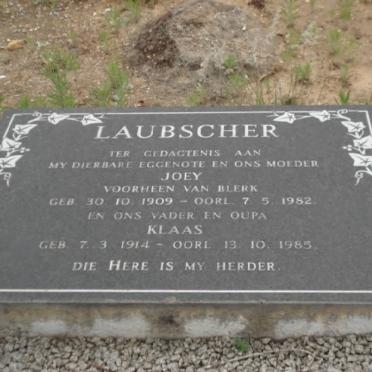 LAUBSCHER
TER GEDACTENIS AAN
MY DIERBARE EGGENOTE EN ONS MOEDER
JOEY
VOORHEEN VAN BLERK
GEB. 30. 10. 1909 - OORL. 7. 5. 1982.
EN ONS VADER EN OUPA
KLAAS
GEB. 7. 3. 1914 - OORL. 13. 10. 1985.
DIE HERE IS MY HERDER.